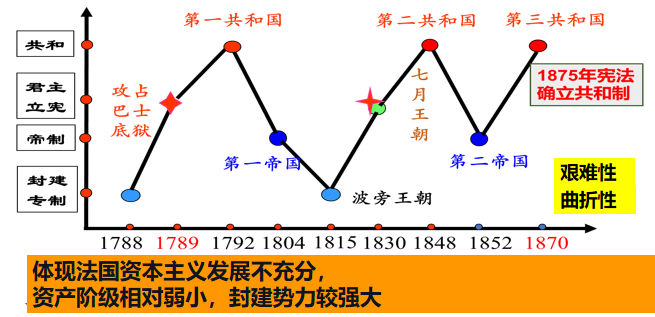 第一共和国
第二共和国
第三共和国
共和
君主
立宪
帝制
封建
专制
攻占
巴士
底狱
第一帝国
波旁王朝
七月王朝
第二帝国
1875年宪法
确立共和制
艰难性
曲折性
1788
1789
1792
1804
1815
1830
1848
1852
1870
体现法国资本主义发展不充分，
资产阶级相对弱小，封建势力较强大